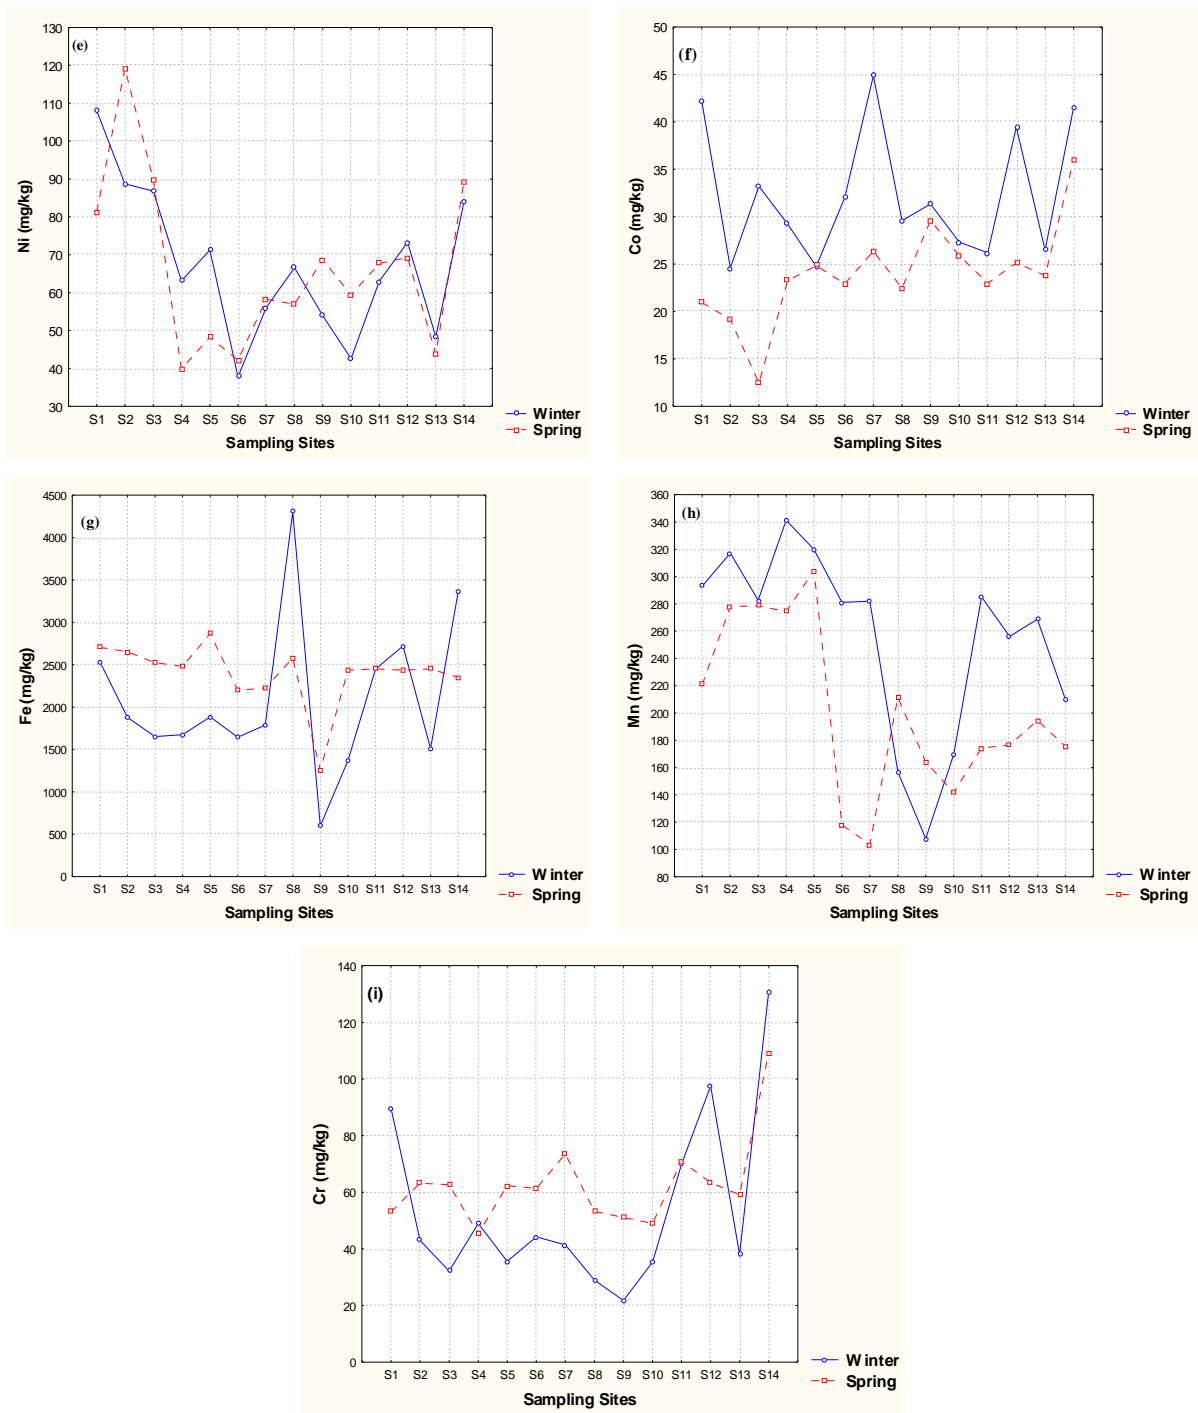 (e)
Ni (mg/kg)
130
120
110
100
90
80
70
60
50
40
30
S1 S2 S3 S4 S5 S6 S7 S8 S9 S10 S11 S12 S13 S14
Sampling Sites
Winter
Spring
(f)
Co (mg/kg)
50
45
40
35
30
25
20
15
10
S1 S2 S3 S4 S5 S6 S7 S8 S9 S10 S11 S12 S13 S14
Sampling Sites
Winter
Spring
(g)
Fe (mg/kg)
4500
4000
3500
3000
2500
2000
1500
1000
500
0
S1 S2 S3 S4 S5 S6 S7 S8 S9 S10 S11 S12 S13 S14
Sampling Sites
Winter
Spring
(h)
Mn (mg/kg)
360
340
320
300
280
260
240
220
200
180
160
140
120
100
80
S1 S2 S3 S4 S5 S6 S7 S8 S9 S10 S11 S12 S13 S14
Sampling Sites
Winter
Spring
(i)
Cr (mg/kg)
140
120
100
80
60
40
20
0
S1 S2 S3 S4 S5 S6 S7 S8 S9 S10 S11 S12 S13 S14
Sampling Sites
Winter
Spring